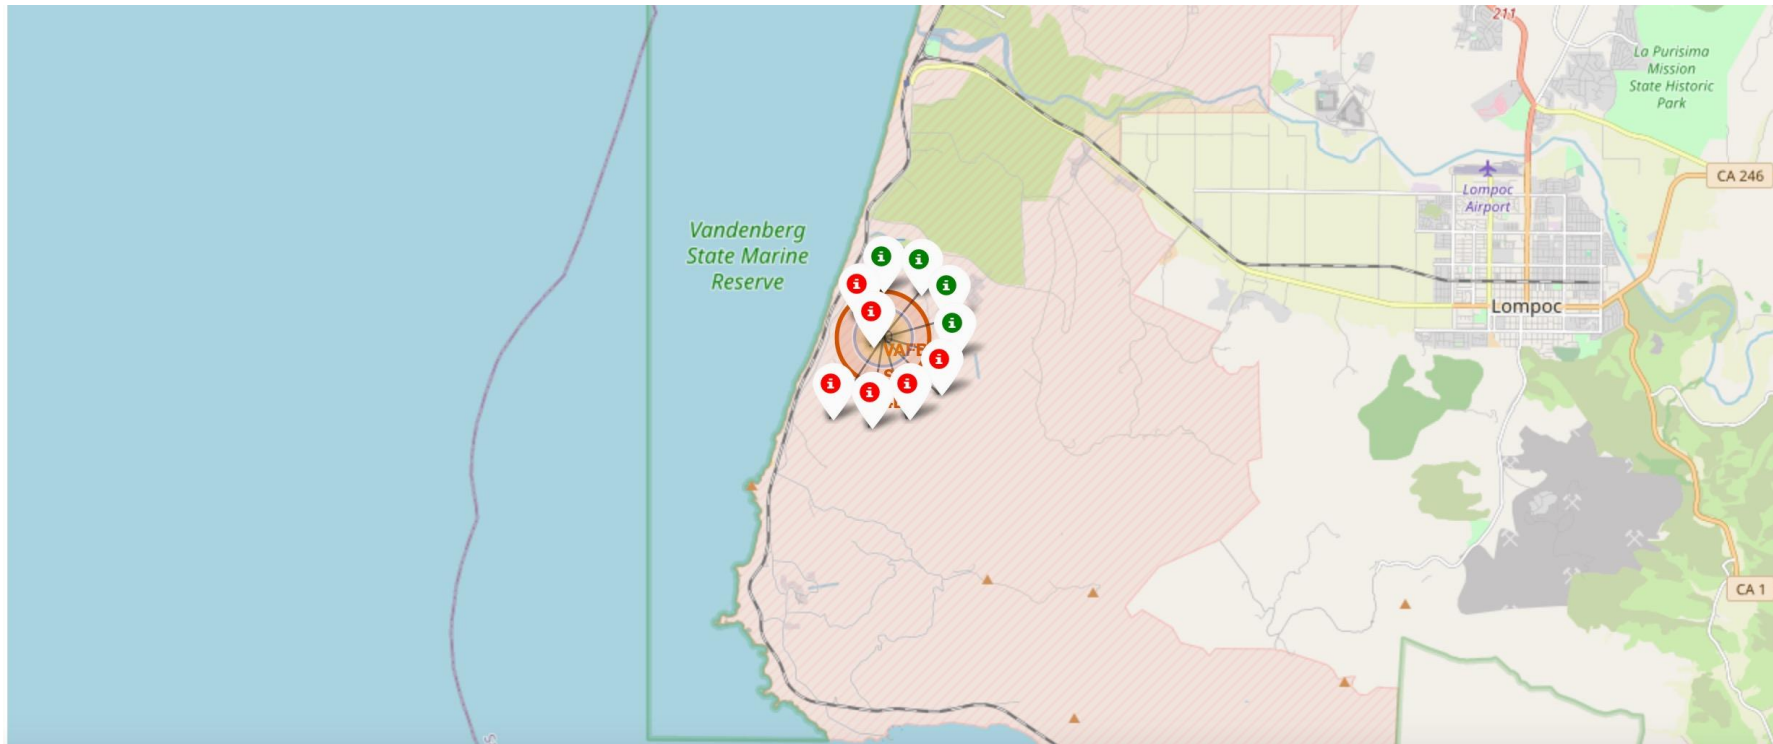 211
La Purisima
Mission
State Historic
Park
CA 246
Lompoc
Airport
Vandenberg
State Marine
Reserve
Lompoc
CA 1